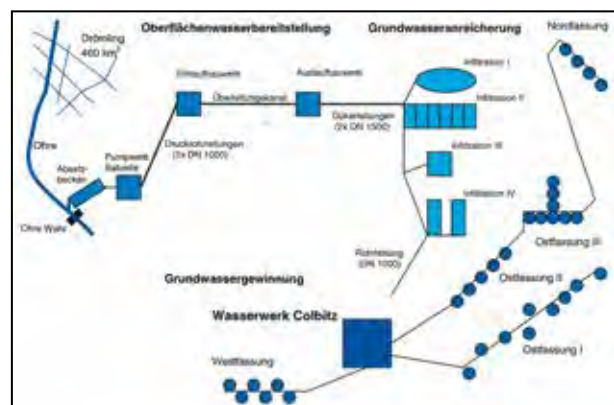 Drömling
460 km²
Oberflächenwasserbereitstellung
Grundwasseranreicherung
Nordfassung
Einlaufbauwerk
Auslaufbauwerk
Überleitungskanal
Infiltration I
Infiltration II
Dükerleitungen
(2x DN 1500)
Druckrohrleitungen
(2x DN 1000)
Infiltration III
Ohre
Absetz-
becken
Pumpwerk
Satuelle
Infiltration IV
Ohre Wehr
Rohrleitung
(DN 1000)
Ostfassung III
Grundwassergewinnung
Ostfassung II
Wasserwerk Colbitz
Westfassung
Ostfassung I